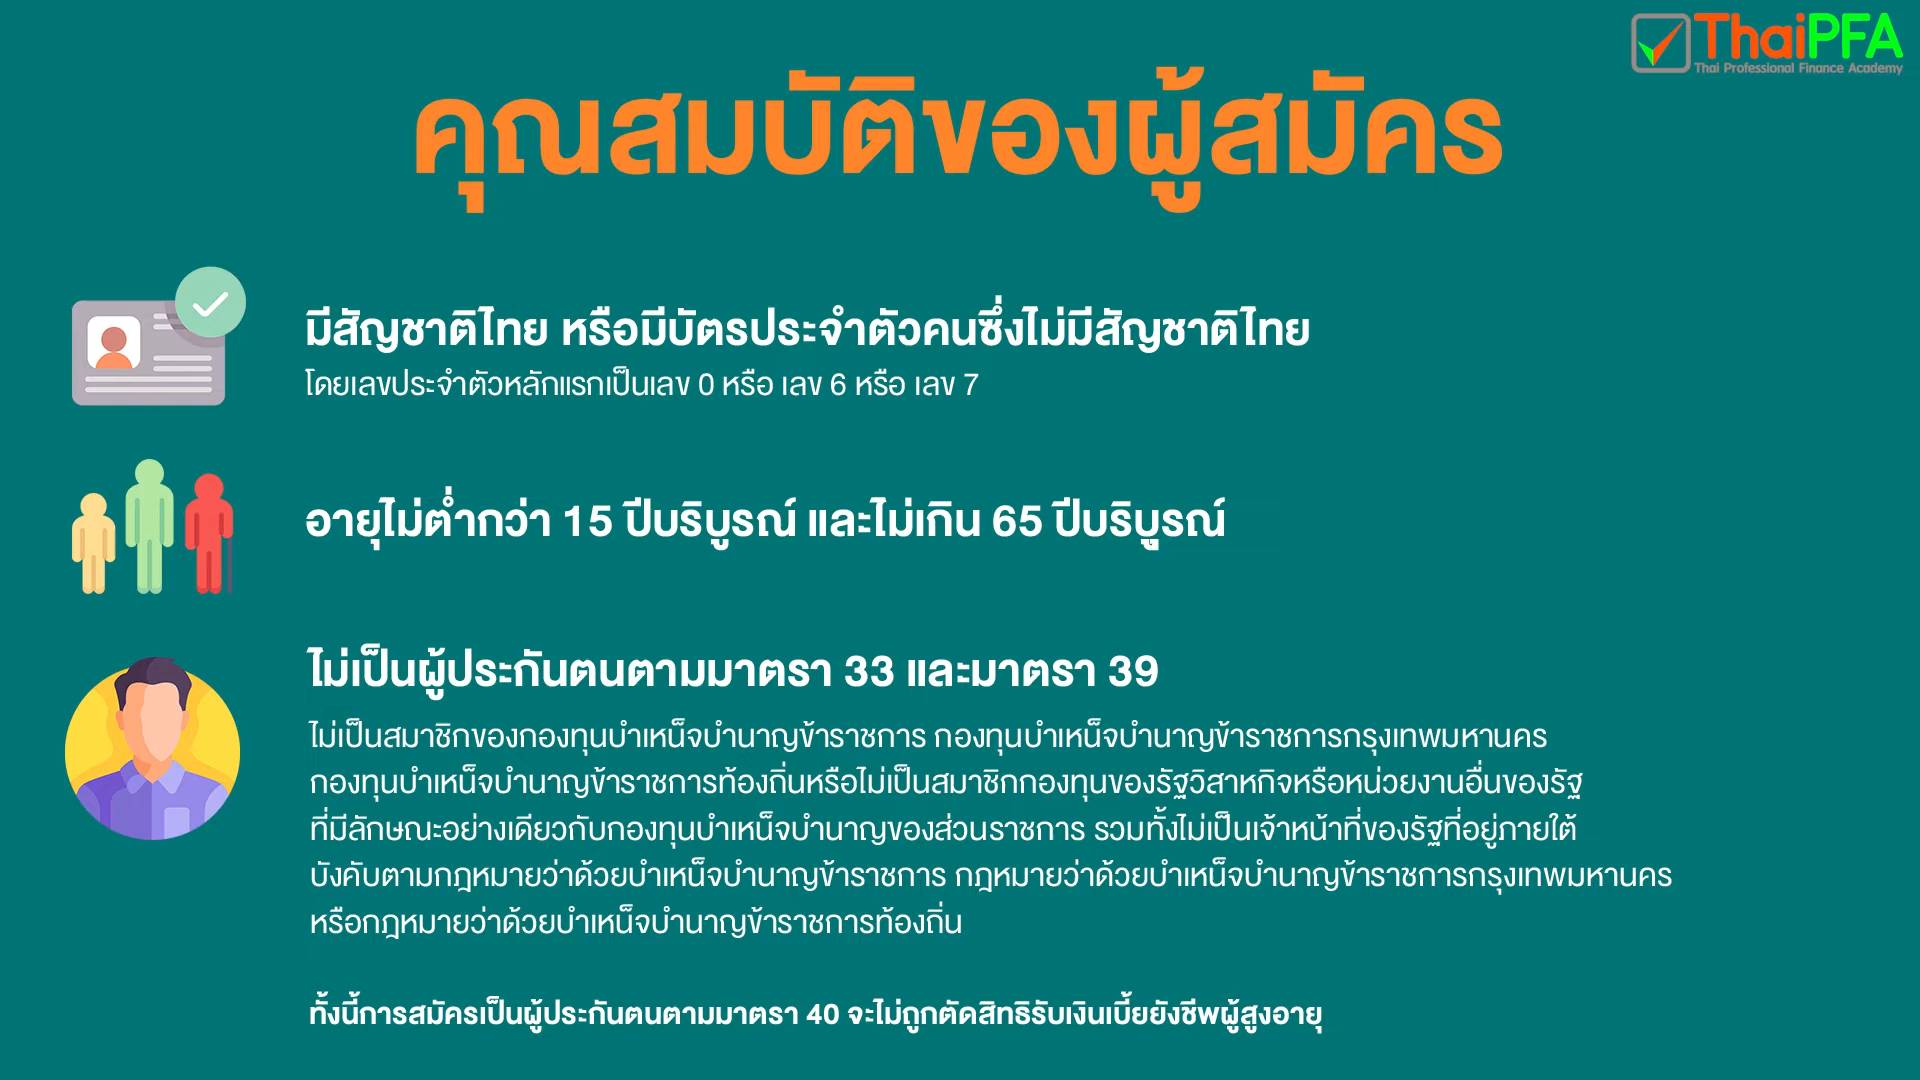 ThaiPFA
Thai Professional Finance Academy
คุณสมบัติของผู้สมัคร
มีสัญชาติไทย หรือมีบัตรประจำตัวคนซึ่งไม่มีสัญชาติไทย
โดยเลขประจำตัวหลักแรกเป็นเลข 0 หรือ เลข 6 หรือ เลข 7
อายุไม่ต่ำกว่า 15 ปีบริบูรณ์ และไม่เกิน 65 ปีบริบูรณ์
ไม่เป็นผู้ประกันตนตามมาตรา 33 และมาตรา 39
ไม่เป็นสมาชิกของกองทุนบำเหน็จบำนาญข้าราชการ กองทุนบำเหน็จบำนาญข้าราชการกรุงเทพมหานคร
กองทุนบำเหน็จบำนาญข้าราชการท้องถิ่นหรือไม่เป็นสมาชิกกองทุนของรัฐวิสาหกิจหรือหน่วยงานอื่นของรัฐ
ที่มีลักษณะอย่างเดียวกับกองทุนบำเหน็จบำนาญของส่วนราชการ รวมทั้งไม่เป็นเจ้าหน้าที่ของรัฐที่อยู่ภายใต้
บังคับตามกฎหมายว่าด้วยบำเหน็จบำนาญข้าราชการ กฎหมายว่าด้วยบำเหน็จบำนาญข้าราชการกรุงเทพมหานคร
หรือกฎหมายว่าด้วยบำเหน็จบำนาญข้าราชการท้องถิ่น
ทั้งนี้การสมัครเป็นผู้ประกันตนตามมาตรา 40 จะไม่ถูกตัดสิทธิรับเงินเบี้ยยังชีพผู้สูงอายุ